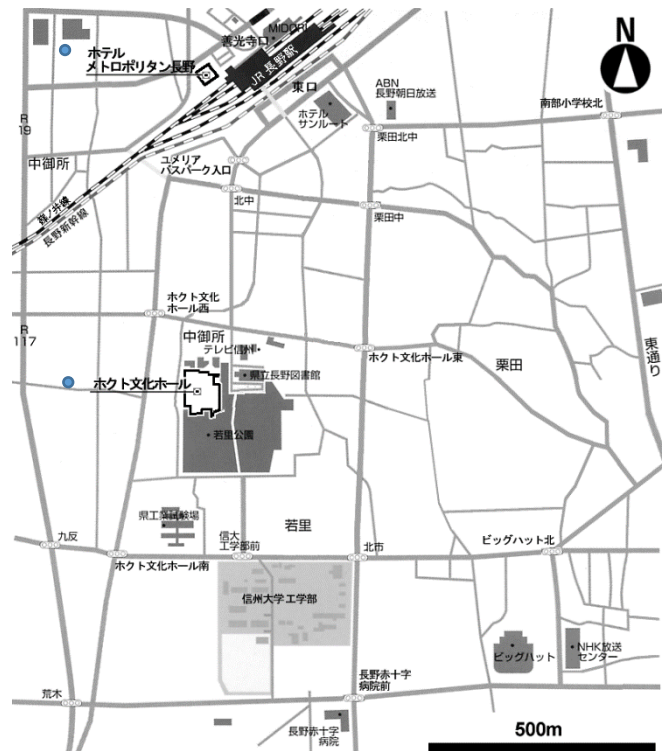 MIDORI
善光寺口
N
ホテル
メトロポリタン長野
JR 長野駅
東口
ABN
長野朝日放送
ホテル
サンルート
南部小学校北
R
19
栗田北中
中御所
ユメリア
バスパーク入口
北中
栗田中
篠ノ井線
長野新幹線
ホクト文化
ホール西
R
117
中御所
テレビ信州
ホクト文化ホール東
栗田
東通り
県立長野図書館
ホクト文化ホール
若里公園
県工業試験場
若里
九反
信大
工学部前
北市
ビッグハット北
ホクト文化ホール南
信州大学工学部
ビッグハット
NHK放送
センター
長野赤十字
病院前
荒木
長野赤十字
病院
500m